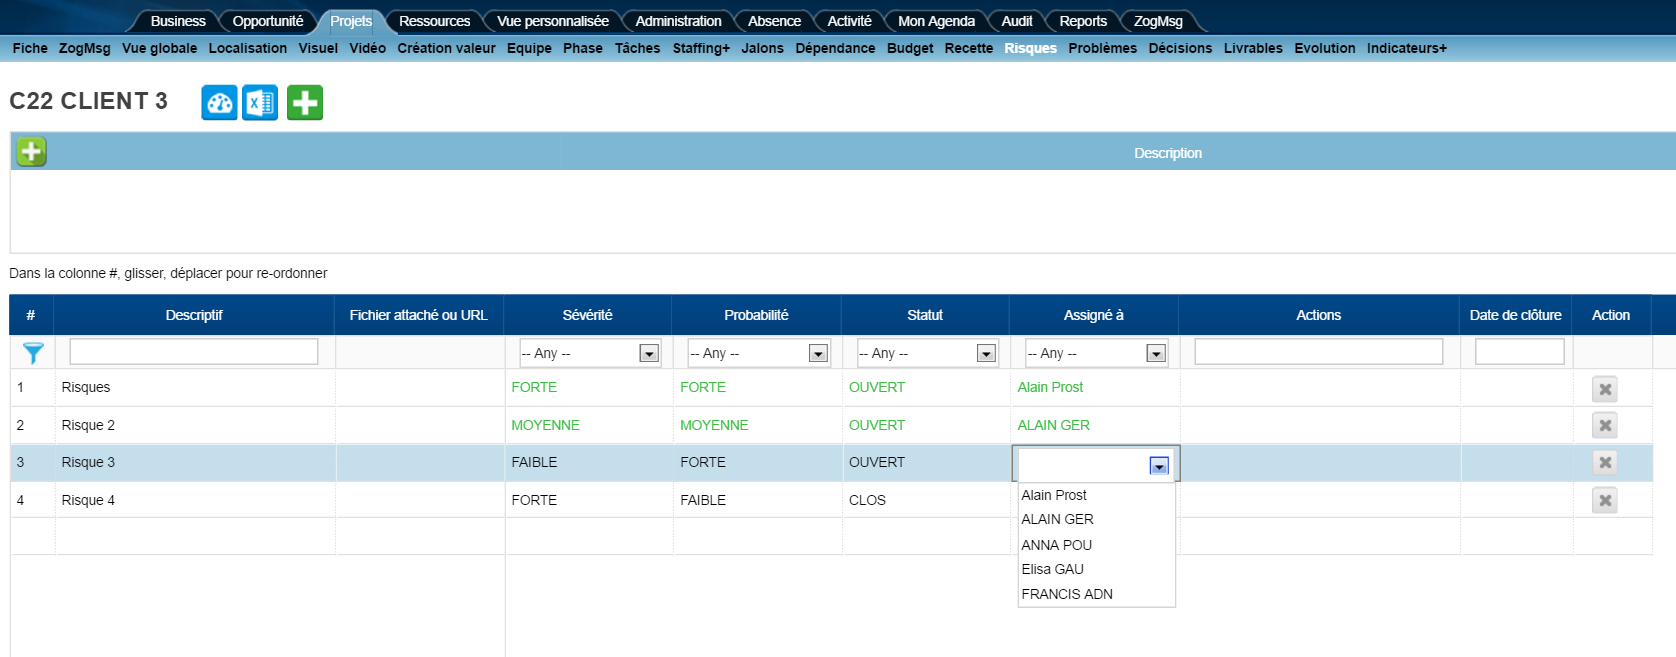 Business Opportunité Projets Ressources Vue personnalisée Administration Absence Activité Mon Agenda Audit Reports ZogMsg
Fiche ZogMsg Vue globale Localisation Visuel Vidéo Création valeur Equipe Phase Tâches Staffing+ Jalons Dépendance Budget Recette Risques Problèmes Décisions Livrables Evolution Indicateurs+
C22 CLIENT 3
Description
Dans la colonne #, glisser, déplacer pour re-ordonner
# Descriptif Fichier attaché ou URL Sévérité Probabilité Statut Assigné à Actions Date de clôture Action
-- Any -- -- Any -- -- Any -- -- Any --
1 Risques FORTE FORTE OUVERT Alain Prost
2 Risque 2 MOYENNE MOYENNE OUVERT ALAIN GER
3 Risque 3 FAIBLE FORTE OUVERT
4 Risque 4 FORTE FAIBLE CLOS
Alain Prost
ALAIN GER
ANNA POU
Elisa GAU
FRANCIS ADN